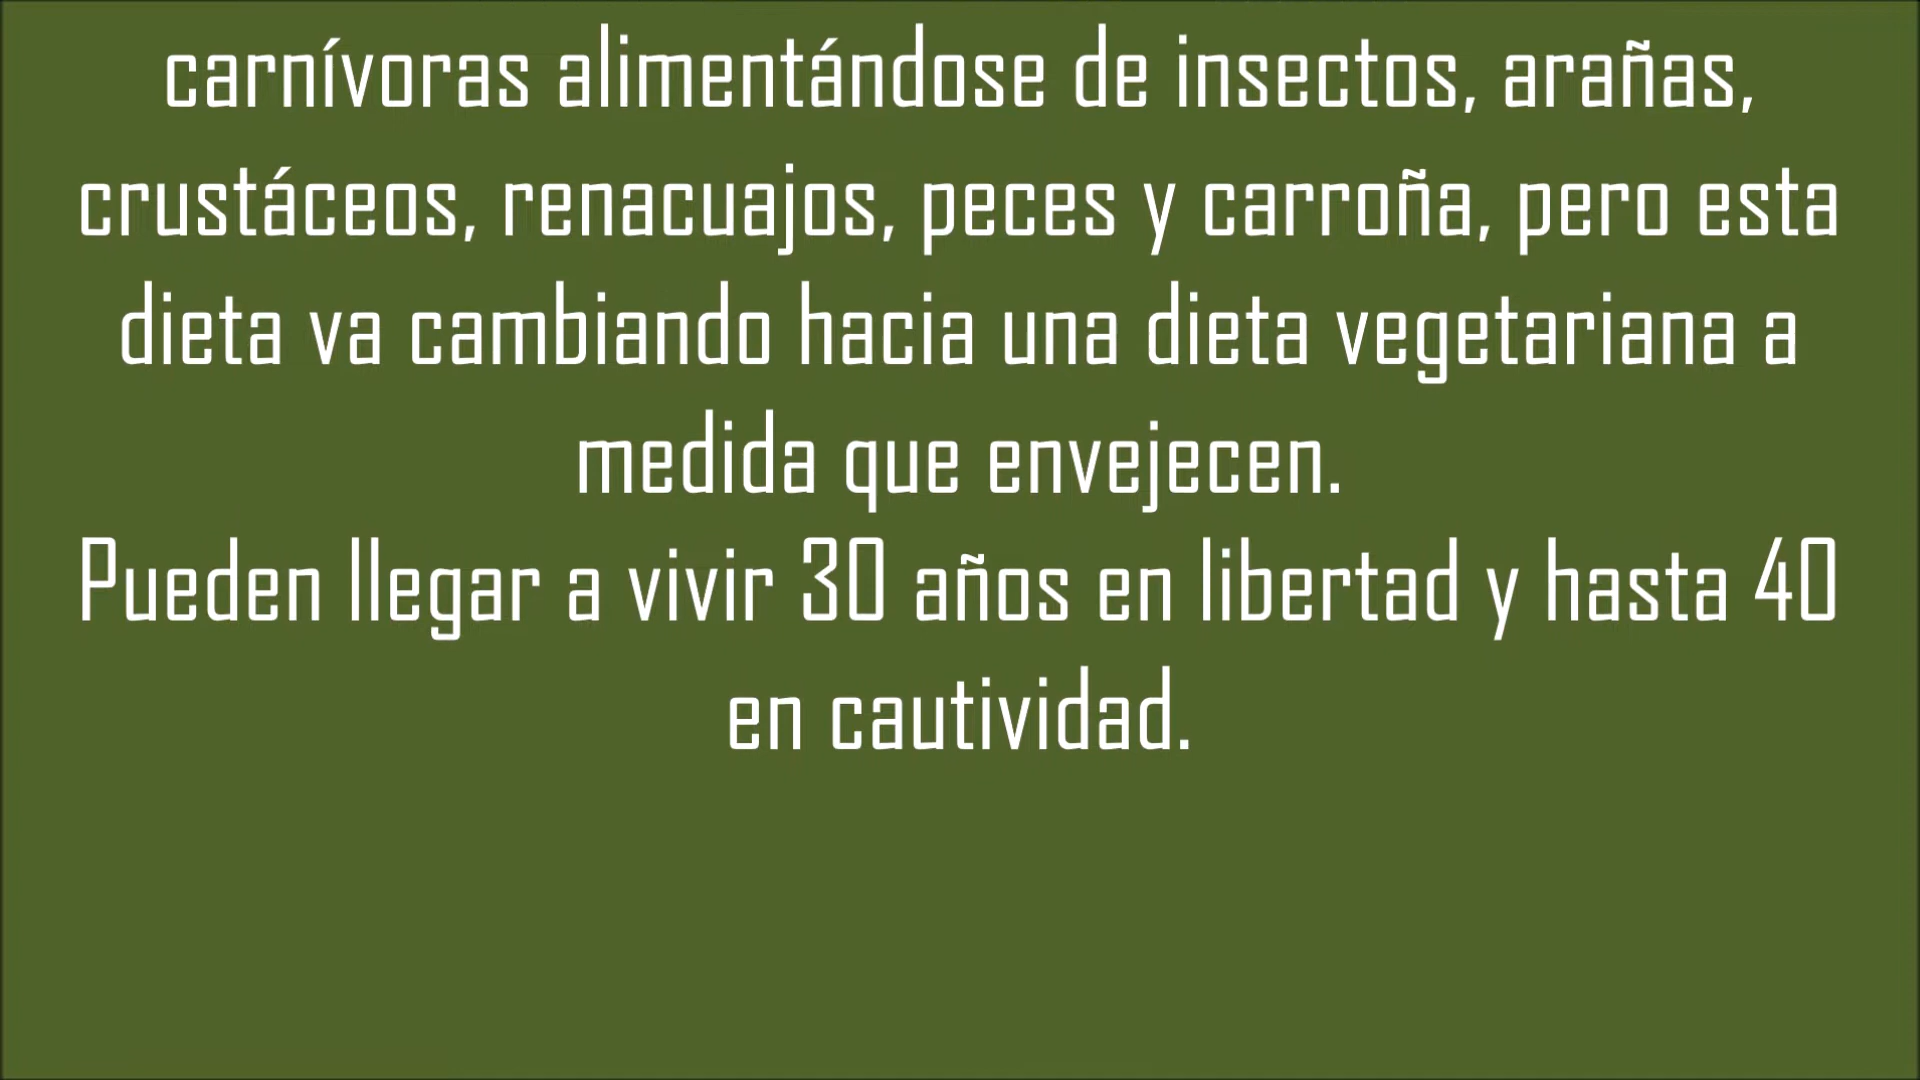 carnívoras alimentándose de insectos, arañas,
crustáceos, renacuajos, peces y carroña, pero esta
dieta va cambiando hacia una dieta vegetariana a
medida que envejecen.
Pueden llegar a vivir 30 años en libertad y hasta 40
en cautividad.